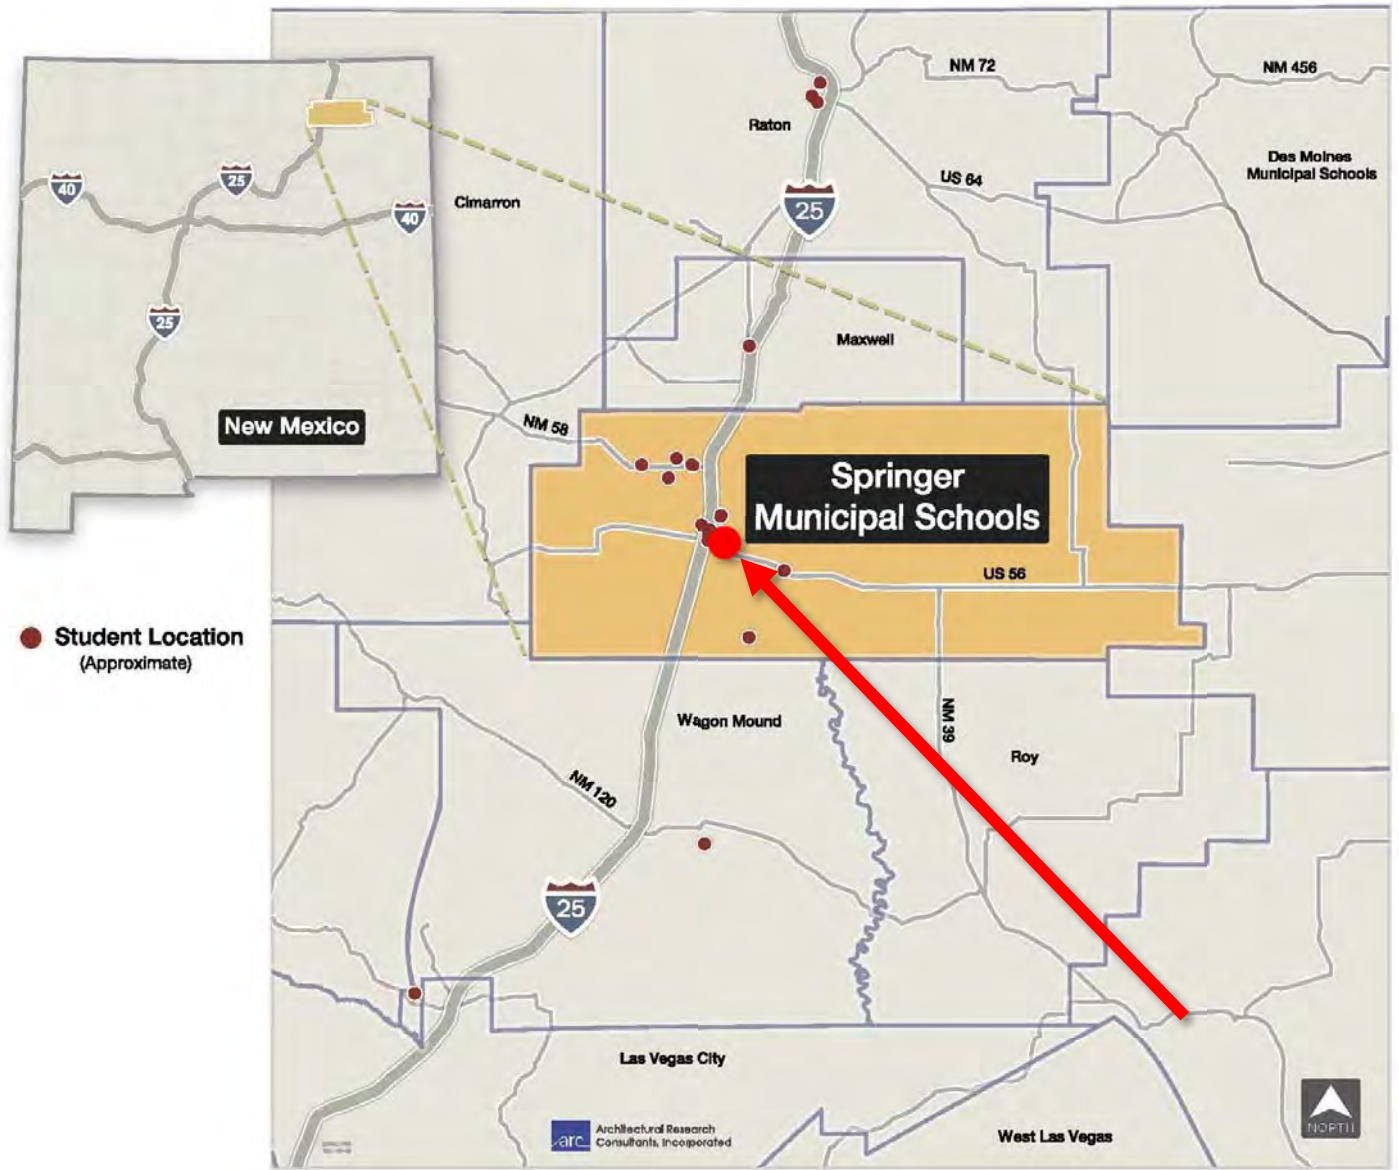 NM 72
NM 456
Raton
Des Moines
Municipal Schools
US 64
40
25
40
Cimarron
25
25
Maxwell
New Mexico
NM 58
Springer
Municipal Schools
US 56
Student Location
(Approximate)
Wagon Mound
NM 39
Roy
NM 120
25
Las Vegas City
arc
Architectural Research
Consultants, Incorporated
West Las Vegas
NORTH